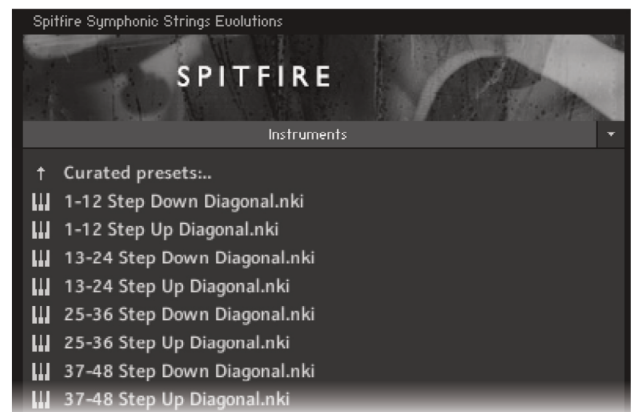 Spitfire Symphonic Strings Evolutions
SPITFIRE
Instruments
Curated presets:..
1-12 Step Down Diagonal.nki
1-12 Step Up Diagonal.nki
13-24 Step Down Diagonal.nki
13-24 Step Up Diagonal.nki
25-36 Step Down Diagonal.nki
25-36 Step Up Diagonal.nki
37-48 Step Down Diagonal.nki
37-48 Step Up Diagonal.nki